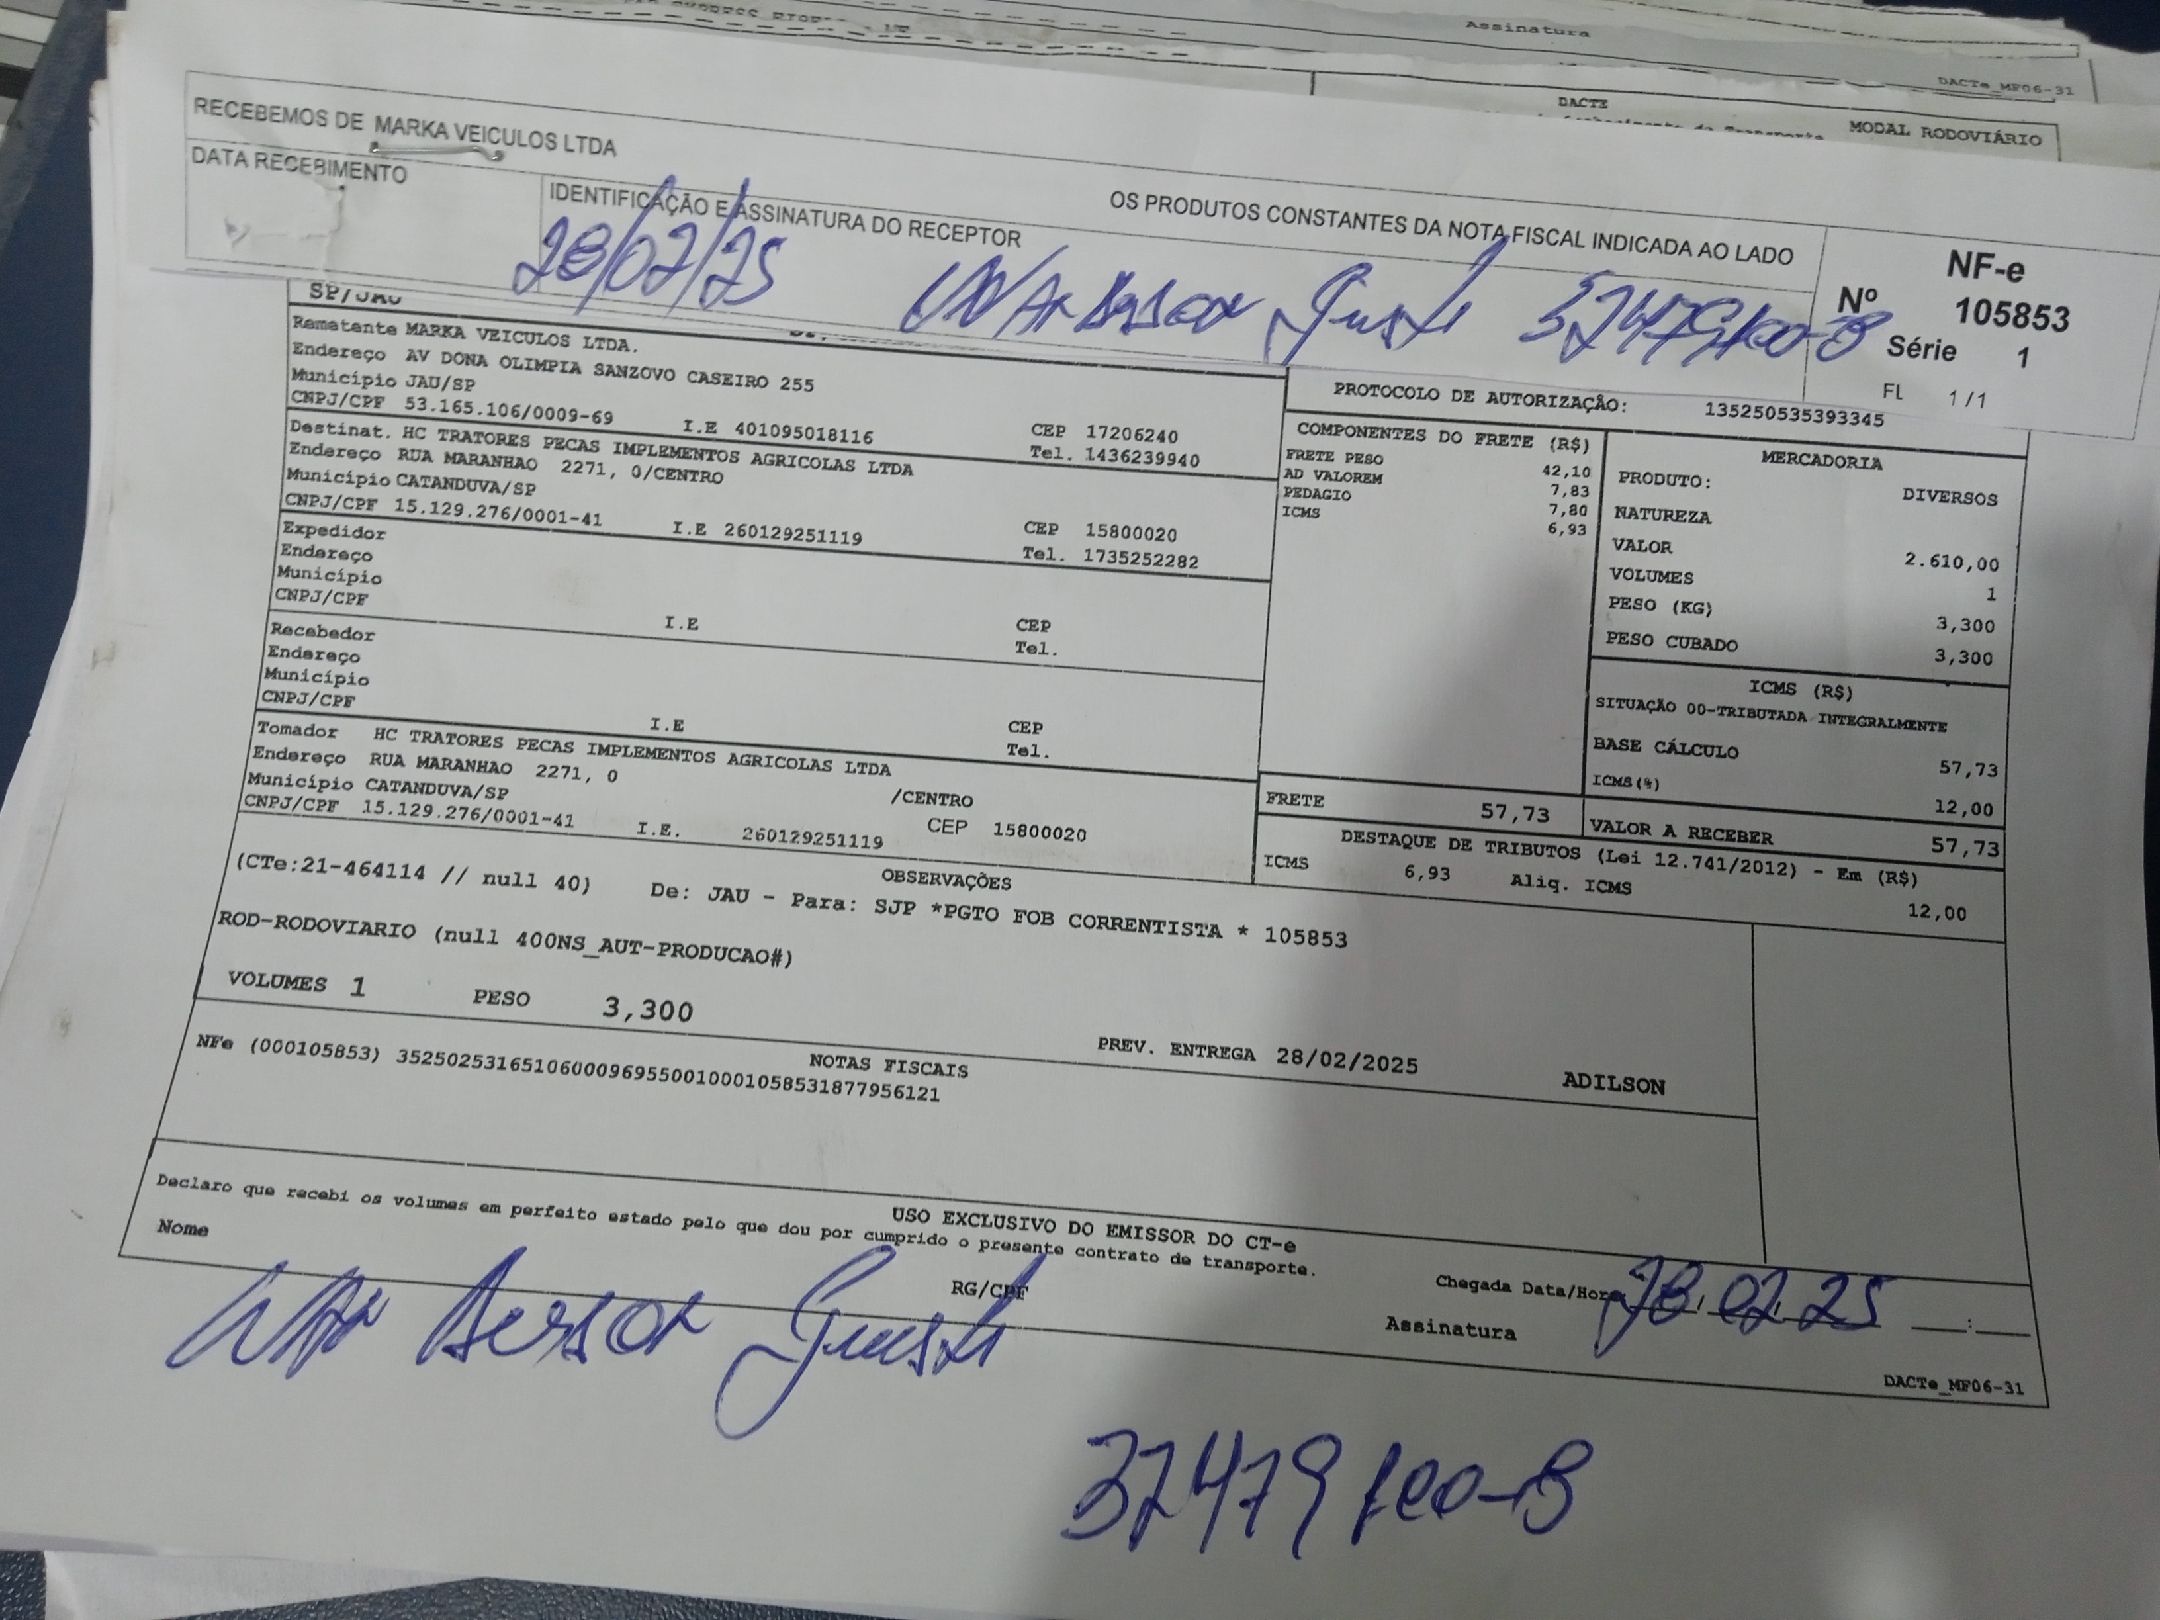 Assinatura
DACTe_MF06-31
DACTE
MODAL RODOVIÁRIO
RECEBEMOS DE MARKA VEICULOS LTDA
OS PRODUTOS CONSTANTES DA NOTA FISCAL INDICADA AO LADO
DATA RECEBIMENTO
IDENTIFICAÇÃO E ASSINATURA DO RECEPTOR
28/02/25
NF-e
Nº 105853
Série 1
FL 1 / 1
SP/JAU
Remetente MARKA VEICULOS LTDA.
Endereço AV DONA OLIMPIA SANZOVO CASEIRO 255
Município JAU/SP
CNPJ/CPF 53.165.106/0009-69 I.E 401095018116 CEP 17206240
Tel. 1436239940
Destinat. HC TRATORES PECAS IMPLEMENTOS AGRICOLAS LTDA
Endereço RUA MARANHAO 2271, 0/CENTRO
Município CATANDUVA/SP
CNPJ/CPF 15.129.276/0001-41 I.E 260129251119 CEP 15800020
Tel. 1735252282
Expedidor
Endereço
Município
CNPJ/CPF I.E CEP
Tel.
Recebedor
Endereço
Município
CNPJ/CPF I.E CEP
Tel.
Tomador HC TRATORES PECAS IMPLEMENTOS AGRICOLAS LTDA
Endereço RUA MARANHAO 2271, 0 /CENTRO
Município CATANDUVA/SP CEP 15800020
CNPJ/CPF 15.129.276/0001-41 I.E. 260129251119
PROTOCOLO DE AUTORIZAÇÃO: 135250535393345
COMPONENTES DO FRETE (R$)
FRETE PESO 42,10
AD VALOREM 7,83
PEDAGIO 7,80
ICMS 6,93
MERCADORIA
PRODUTO: DIVERSOS
NATUREZA
VALOR 2.610,00
VOLUMES 1
PESO (KG) 3,300
PESO CUBADO 3,300
ICMS (R$)
SITUAÇÃO 00-TRIBUTADA INTEGRALMENTE
BASE CÁLCULO 57,73
ICMS(%) 12,00
FRETE 57,73
VALOR A RECEBER 57,73
DESTAQUE DE TRIBUTOS (Lei 12.741/2012) - Em (R$)
ICMS 6,93 Aliq. ICMS 12,00
OBSERVAÇÕES
(CTe:21-464114 // null 40) De: JAU - Para: SJP *PGTO FOB CORRENTISTA * 105853
ROD-RODOVIARIO (null 400NS_AUT-PRODUCAO#)
VOLUMES 1 PESO 3,300
PREV. ENTREGA 28/02/2025 ADILSON
NOTAS FISCAIS
NFe (000105853) 35250253165106000969550010001058531877956121
USO EXCLUSIVO DO EMISSOR DO CT-e
Declaro que recebi os volumes em perfeito estado pelo que dou por cumprido o presente contrato de transporte.
Nome RG/CPF
Chegada Data/Hora 28.02.25
Assinatura
DACTe_MF06-31